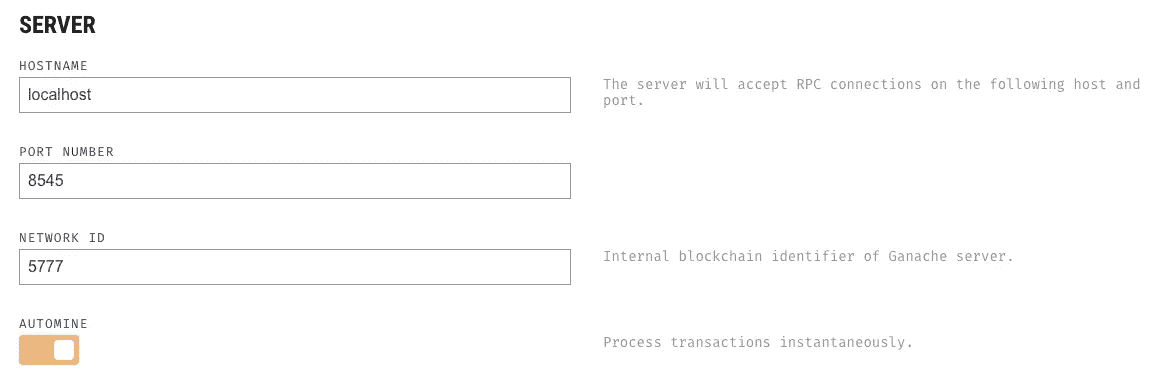 SERVER
HOSTNAME
localhost
The server will accept RPC connections on the following host and
port.
PORT NUMBER
8545
NETWORK ID
5777
Internal blockchain identifier of Ganache server.
AUTOMINE
Process transactions instantaneously.